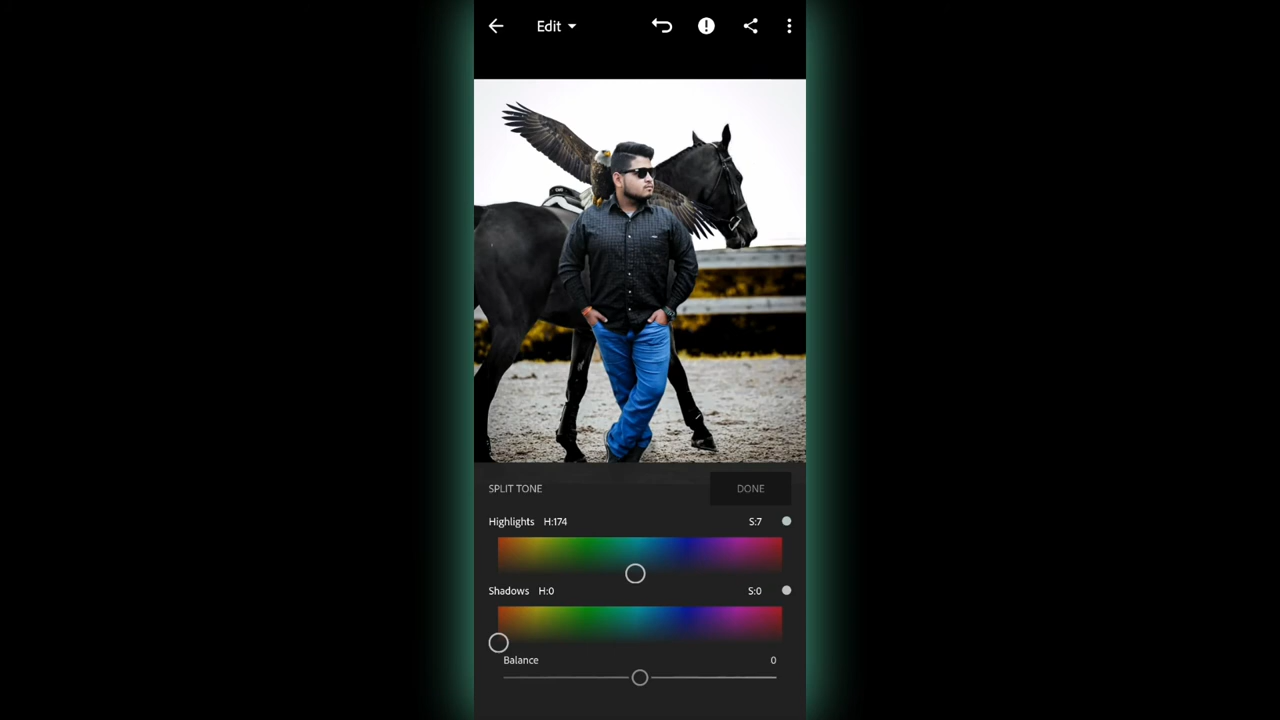 Edit
SPLIT TONE
DONE
Highlights H:174 S:7
Shadows H:0 S:0
Balance 0